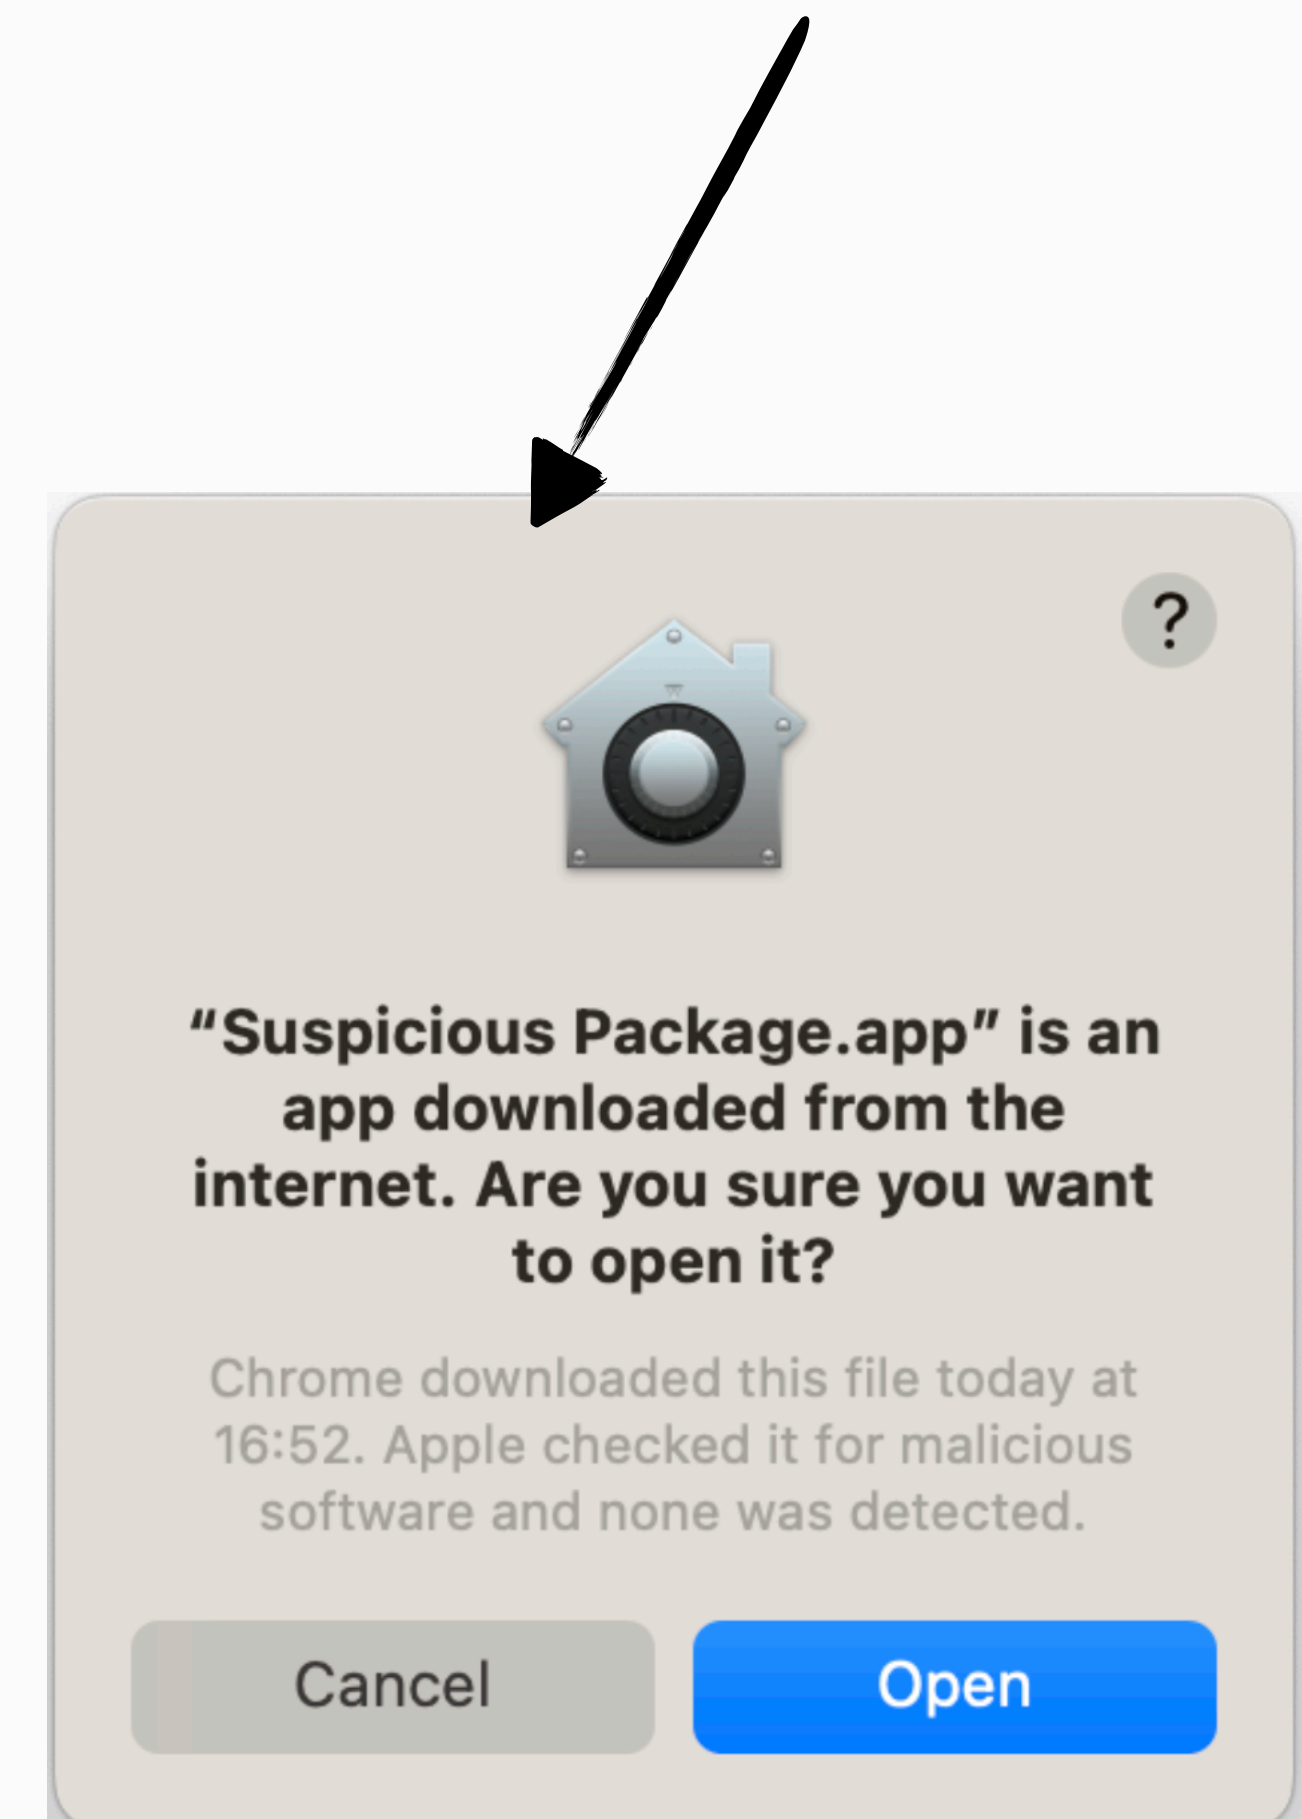 ?
“Suspicious Package.app” is an
app downloaded from the
internet. Are you sure you want
to open it?
Chrome downloaded this file today at
16:52. Apple checked it for malicious
software and none was detected.
Cancel
Open